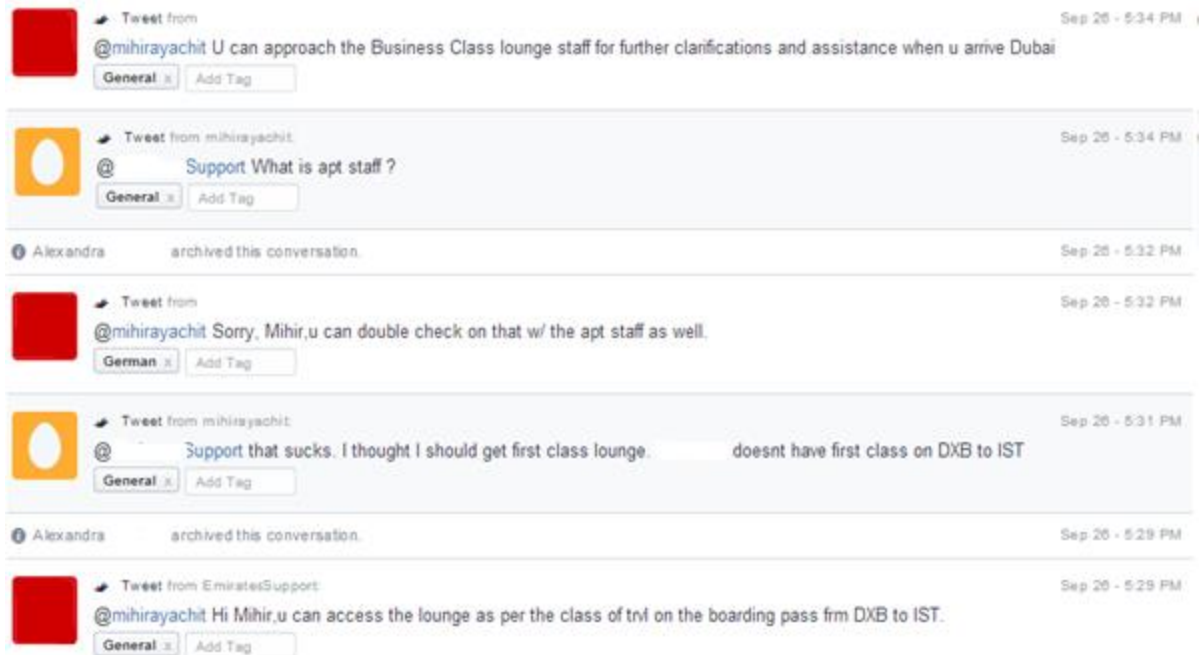 Tweet from Sep 26 - 5:34 PM
@mihirayachit U can approach the Business Class lounge staff for further clarifications and assistance when u arrive Dubai
General x Add Tag
Tweet from mihirayachit: Sep 26 - 5:34 PM
@ Support What is apt staff ?
General x Add Tag
Alexandra archived this conversation. Sep 26 - 5:32 PM
Tweet from Sep 26 - 5:32 PM
@mihirayachit Sorry, Mihir,u can double check on that w/ the apt staff as well.
German x Add Tag
Tweet from mihirayachit: Sep 26 - 5:31 PM
@ Support that sucks. I thought I should get first class lounge. doesnt have first class on DXB to IST
General x Add Tag
Alexandra archived this conversation. Sep 26 - 5:29 PM
Tweet from EmiratesSupport: Sep 26 - 5:29 PM
@mihirayachit Hi Mihir,u can access the lounge as per the class of trvl on the boarding pass frm DXB to IST.
General x Add Tag